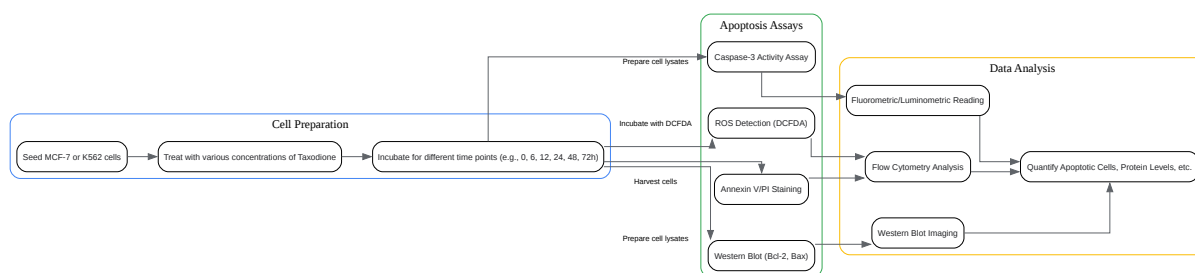 Apoptosis Assays
Prepare cell lysates
Caspase-3 Activity Assay
Data Analysis
Fluorometric/Luminometric Reading
Cell Preparation
Incubate with DCFDA
ROS Detection (DCFDA)
Seed MCF-7 or K562 cells
Treat with various concentrations of Taxodione
Incubate for different time points (e.g., 0, 6, 12, 24, 48, 72h)
Flow Cytometry Analysis
Quantify Apoptotic Cells, Protein Levels, etc.
Harvest cells
Annexin V/PI Staining
Prepare cell lysates
Western Blot Imaging
Western Blot (Bcl-2, Bax)